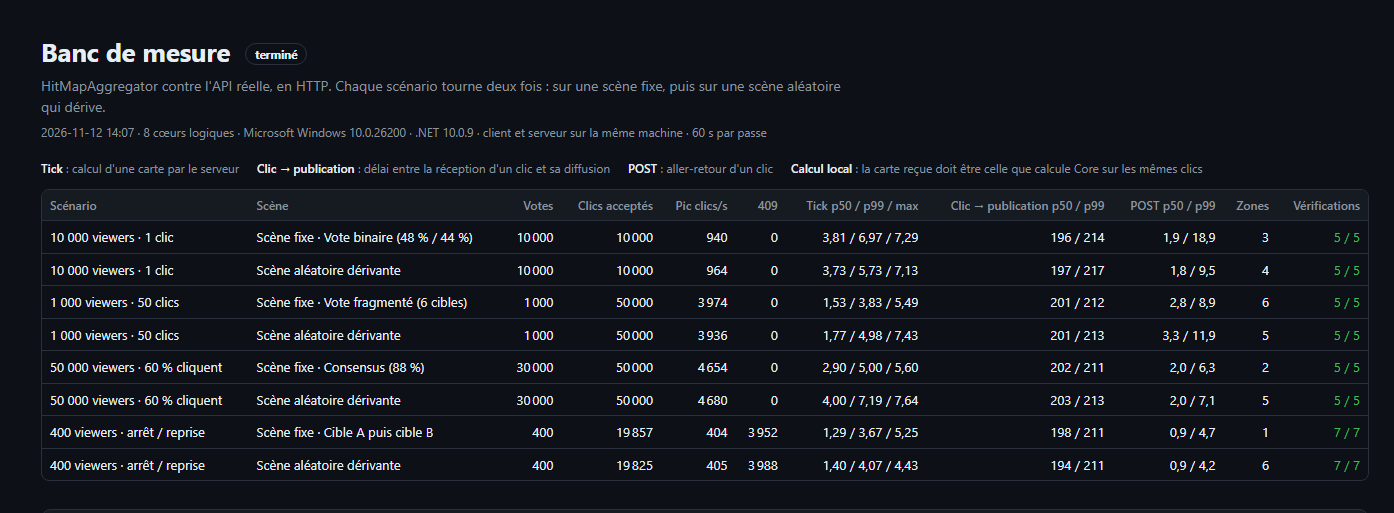 Banc de mesure terminé
HitMapAggregator contre l'API réelle, en HTTP. Chaque scénario tourne deux fois : sur une scène fixe, puis sur une scène aléatoire
qui dérive.
2026-11-12 14:07 · 8 cœurs logiques · Microsoft Windows 10.0.26200 · .NET 10.0.9 · client et serveur sur la même machine · 60 s par passe
Tick : calcul d'une carte par le serveur Clic → publication : délai entre la réception d'un clic et sa diffusion POST : aller-retour d'un clic Calcul local : la carte reçue doit être celle que calcule Core sur les mêmes clics
Scénario Scène Votes Clics acceptés Pic clics/s 409 Tick p50 / p99 / max Clic → publication p50 / p99 POST p50 / p99 Zones Vérifications
10 000 viewers · 1 clic Scène fixe · Vote binaire (48 % / 44 %) 10 000 10 000 940 0 3,81 / 6,97 / 7,29 196 / 214 1,9 / 18,9 3 5 / 5
10 000 viewers · 1 clic Scène aléatoire dérivante 10 000 10 000 964 0 3,73 / 5,73 / 7,13 197 / 217 1,8 / 9,5 4 5 / 5
1 000 viewers · 50 clics Scène fixe · Vote fragmenté (6 cibles) 1 000 50 000 3 974 0 1,53 / 3,83 / 5,49 201 / 212 2,8 / 8,9 6 5 / 5
1 000 viewers · 50 clics Scène aléatoire dérivante 1 000 50 000 3 936 0 1,77 / 4,98 / 7,43 201 / 213 3,3 / 11,9 5 5 / 5
50 000 viewers · 60 % cliquent Scène fixe · Consensus (88 %) 30 000 50 000 4 654 0 2,90 / 5,00 / 5,60 202 / 211 2,0 / 6,3 2 5 / 5
50 000 viewers · 60 % cliquent Scène aléatoire dérivante 30 000 50 000 4 680 0 4,00 / 7,19 / 7,64 203 / 213 2,0 / 7,1 5 5 / 5
400 viewers · arrêt / reprise Scène fixe · Cible A puis cible B 400 19 857 404 3 952 1,29 / 3,67 / 5,25 198 / 211 0,9 / 4,7 1 7 / 7
400 viewers · arrêt / reprise Scène aléatoire dérivante 400 19 825 405 3 988 1,40 / 4,07 / 4,43 194 / 211 0,9 / 4,2 6 7 / 7